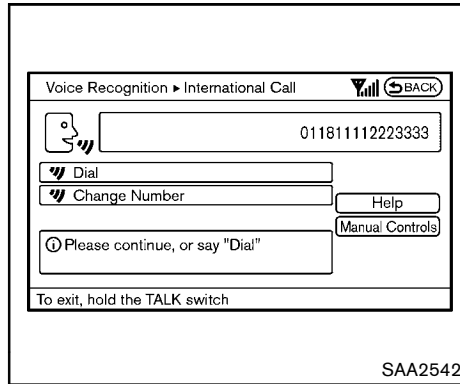 Voice Recognition ▸ International Call BACK
011811112223333
Dial
Change Number
Help
Manual Controls
Please continue, or say "Dial"
To exit, hold the TALK switch
SAA2542